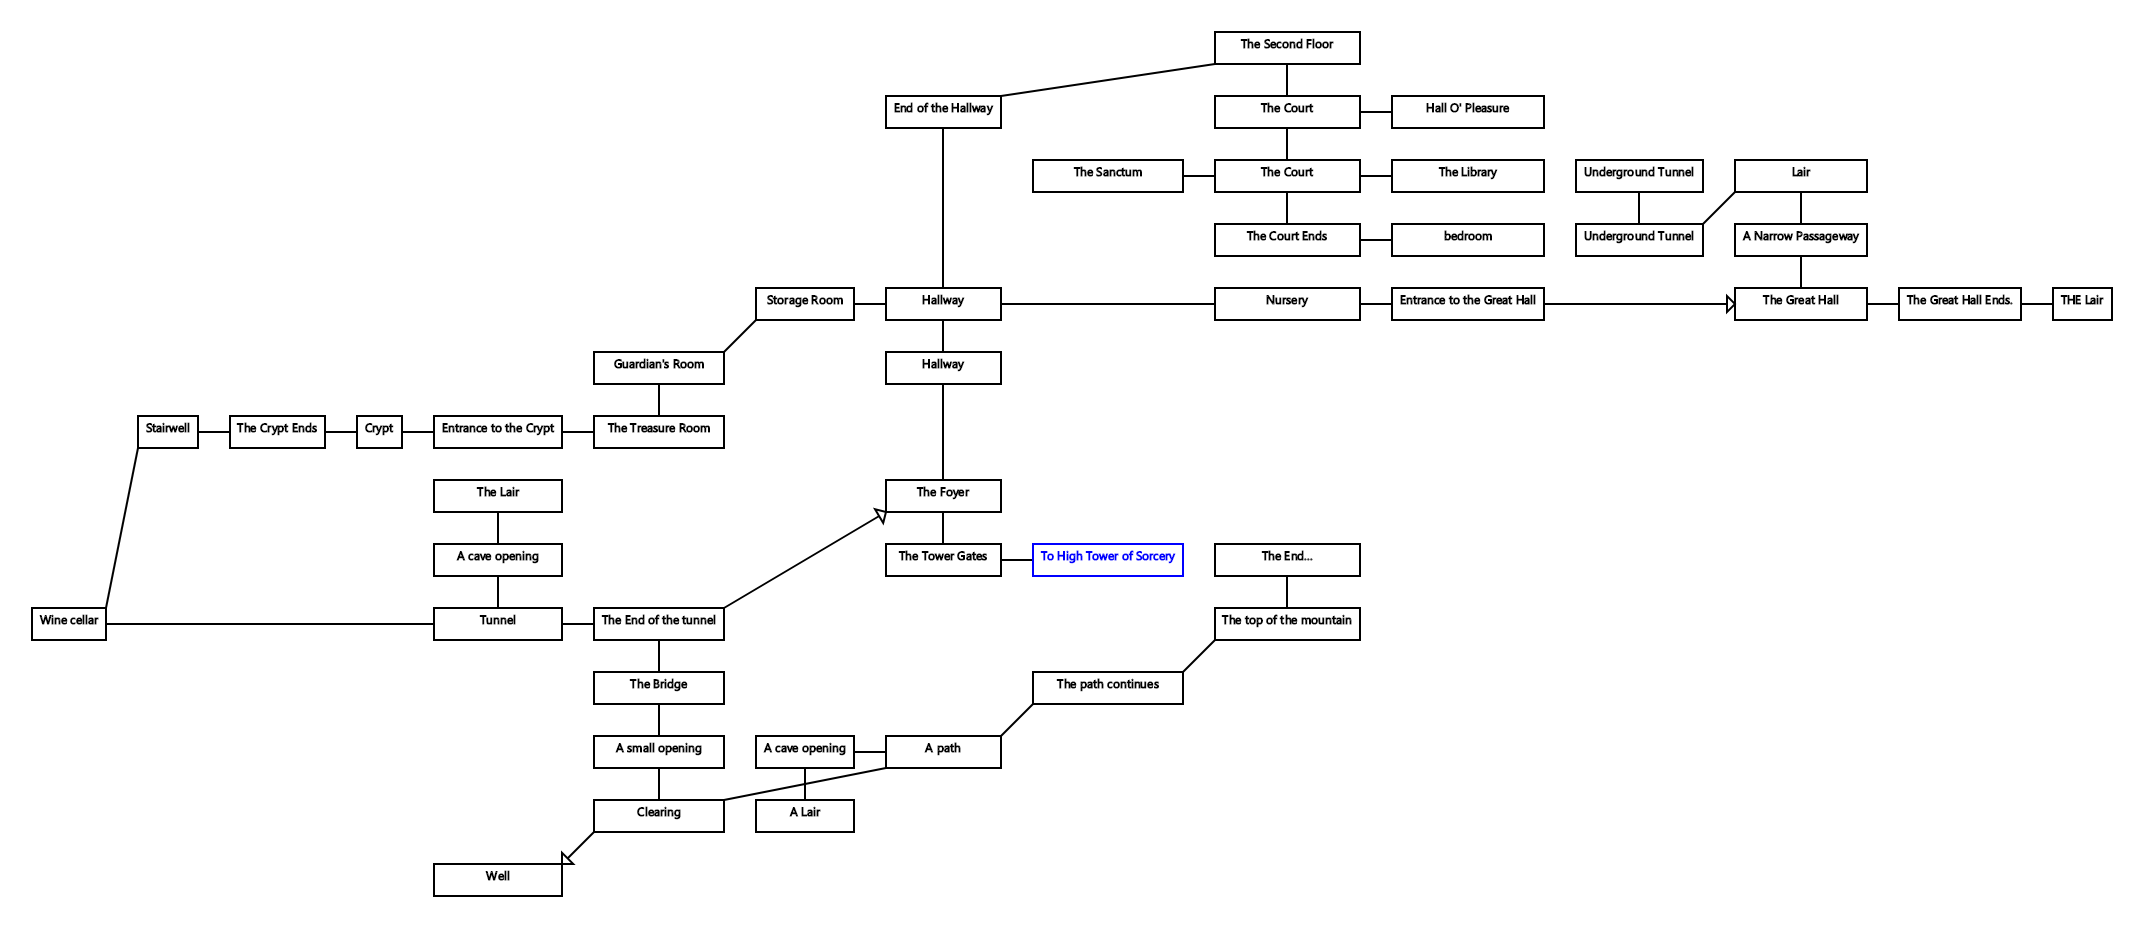 The Second Floor
End of the Hallway
The Court
Hall O' Pleasure
The Sanctum
The Court
The Library
Underground Tunnel
Lair
The Court Ends
bedroom
Underground Tunnel
A Narrow Passageway
Storage Room
Hallway
Nursery
Entrance to the Great Hall
The Great Hall
The Great Hall Ends.
THE Lair
Guardian's Room
Hallway
Stairwell
The Crypt Ends
Crypt
Entrance to the Crypt
The Treasure Room
The Lair
The Foyer
A cave opening
The Tower Gates
To High Tower of Sorcery
The End...
Wine cellar
Tunnel
The End of the tunnel
The top of the mountain
The Bridge
The path continues
A small opening
A cave opening
A path
Clearing
A Lair
Well